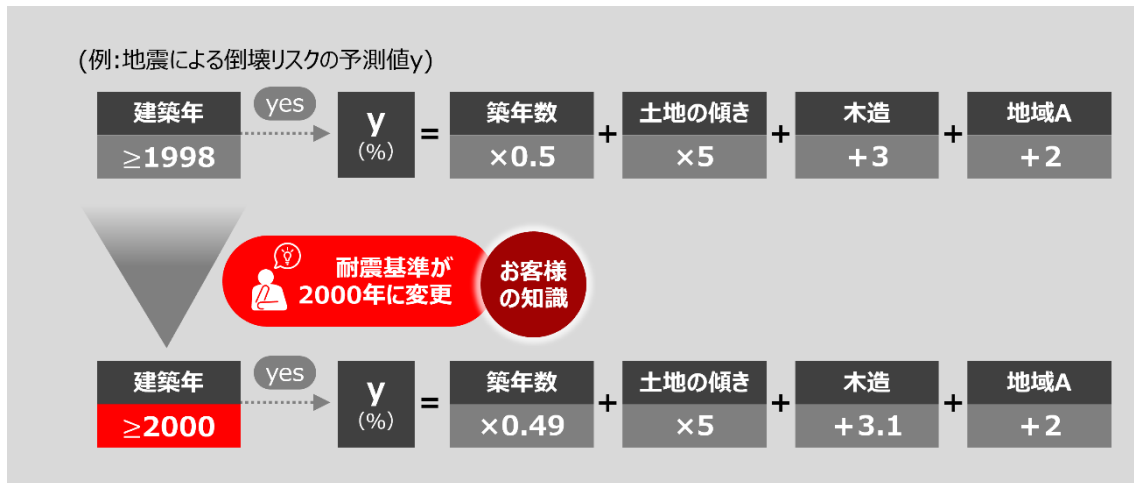 (例:地震による倒壊リスクの予測値y)
建築年 yes y 築年数 土地の傾き 木造 地域A
≥1998 (%) = ×0.5 + ×5 + +3 + +2
耐震基準が
2000年に変更
お客様
の知識
建築年 yes y 築年数 土地の傾き 木造 地域A
≥2000 (%) = ×0.49 + ×5 + +3.1 + +2